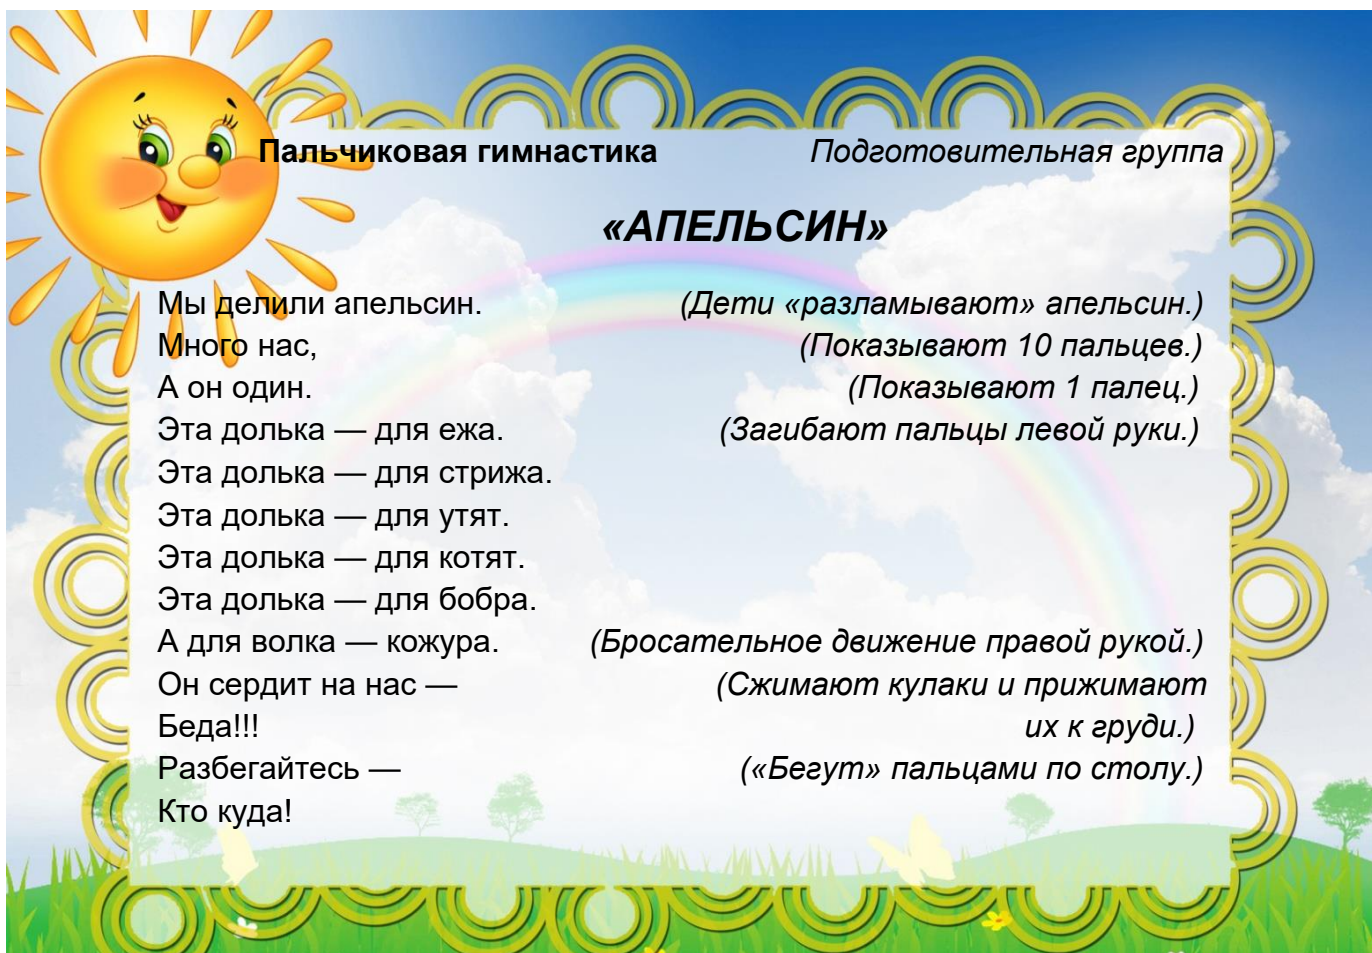 Пальчиковая гимнастика Подготовительная группа
«АПЕЛЬСИН»
Мы делили апельсин. (Дети «разламывают» апельсин.)
Много нас, (Показывают 10 пальцев.)
А он один. (Показывают 1 палец.)
Эта долька — для ежа. (Загибают пальцы левой руки.)
Эта долька — для стрижа.
Эта долька — для утят.
Эта долька — для котят.
Эта долька — для бобра.
А для волка — кожура. (Бросательное движение правой рукой.)
Он сердит на нас — (Сжимают кулаки и прижимают
Беда!!! их к груди.)
Разбегайтесь — («Бегут» пальцами по столу.)
Кто куда!